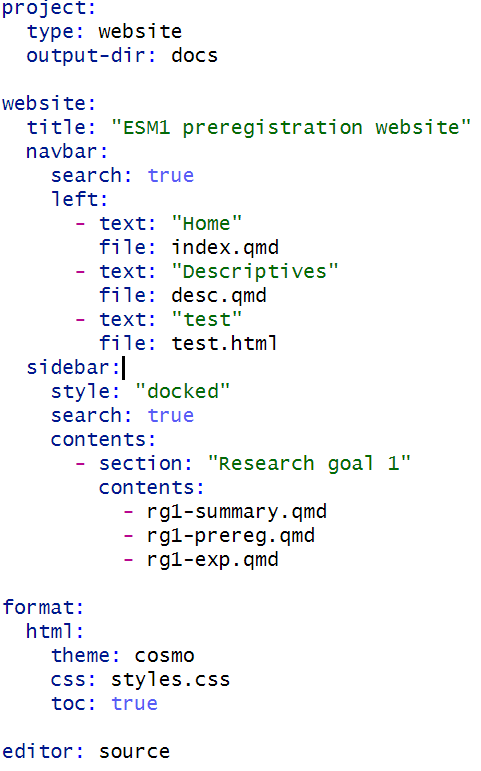 project:
  type: website
  output-dir: docs

website:
  title: "ESM1 preregistration website"
  navbar:
    search: true
    left:
      - text: "Home"
        file: index.qmd
      - text: "Descriptives"
        file: desc.qmd
      - text: "test"
        file: test.html
  sidebar:
    style: "docked"
    search: true
    contents:
      - section: "Research goal 1"
        contents:
          - rg1-summary.qmd
          - rg1-prereg.qmd
          - rg1-exp.qmd

format:
  html:
    theme: cosmo
    css: styles.css
    toc: true

editor: source